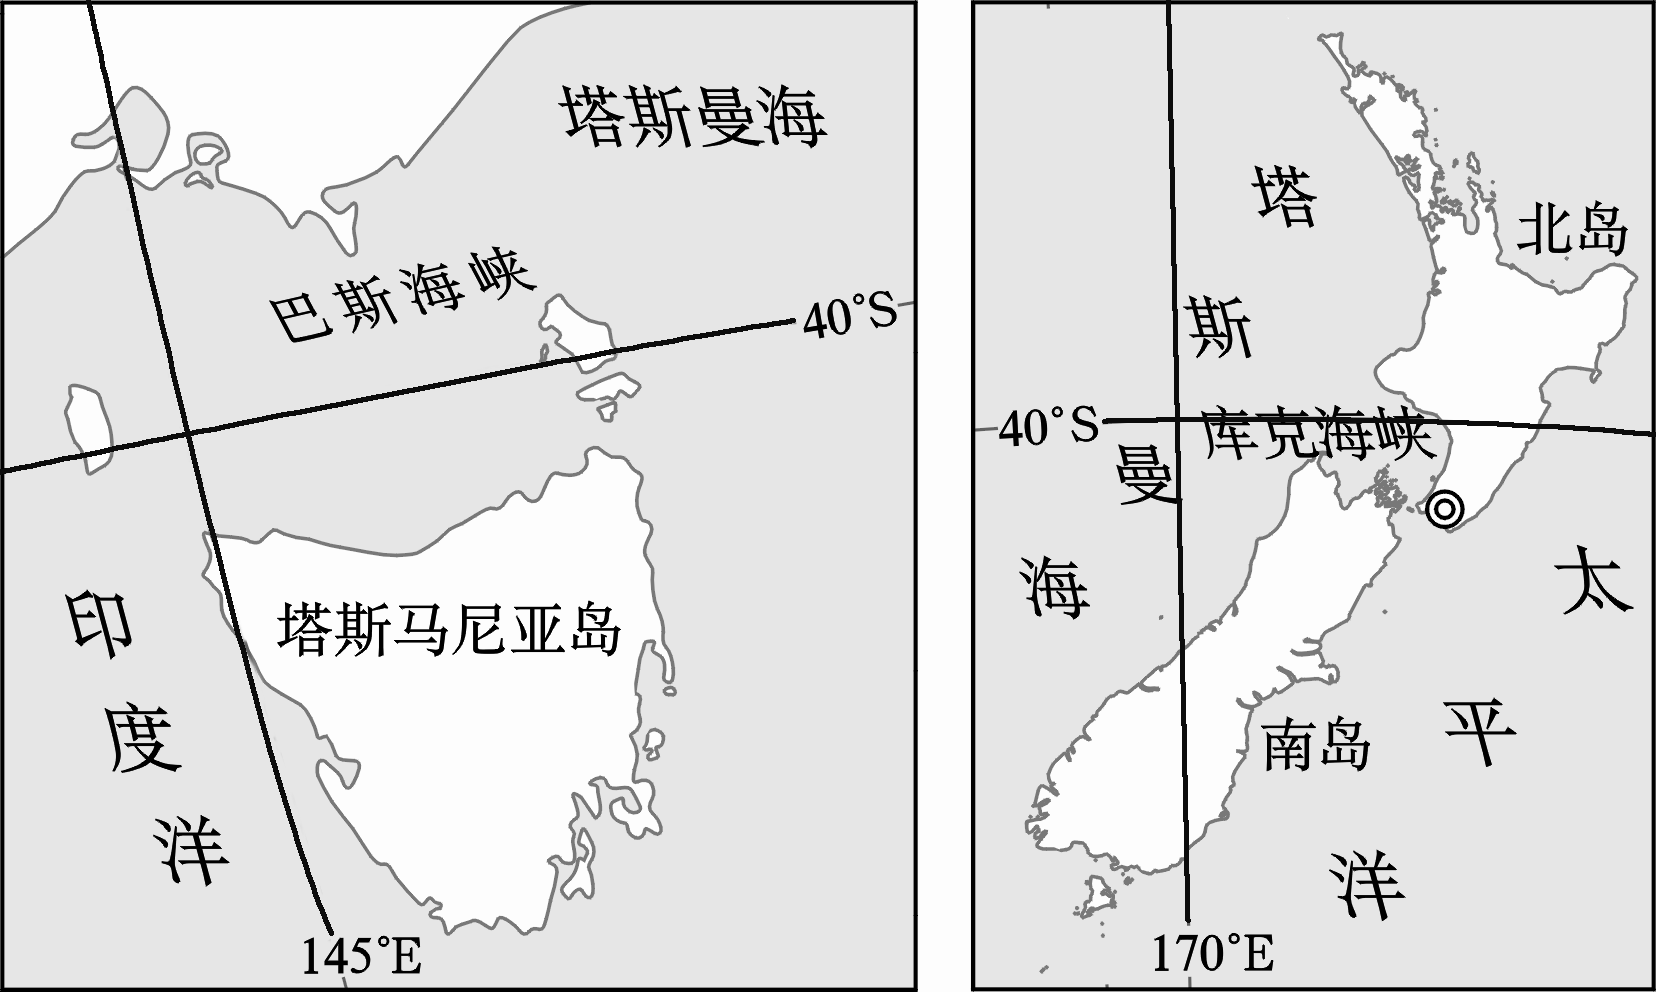 塔斯曼海
巴斯海峡
40°S
塔斯马尼亚岛
印度洋
145°E
塔斯曼海
北岛
40°S
库克海峡
南岛
太平洋
170°E